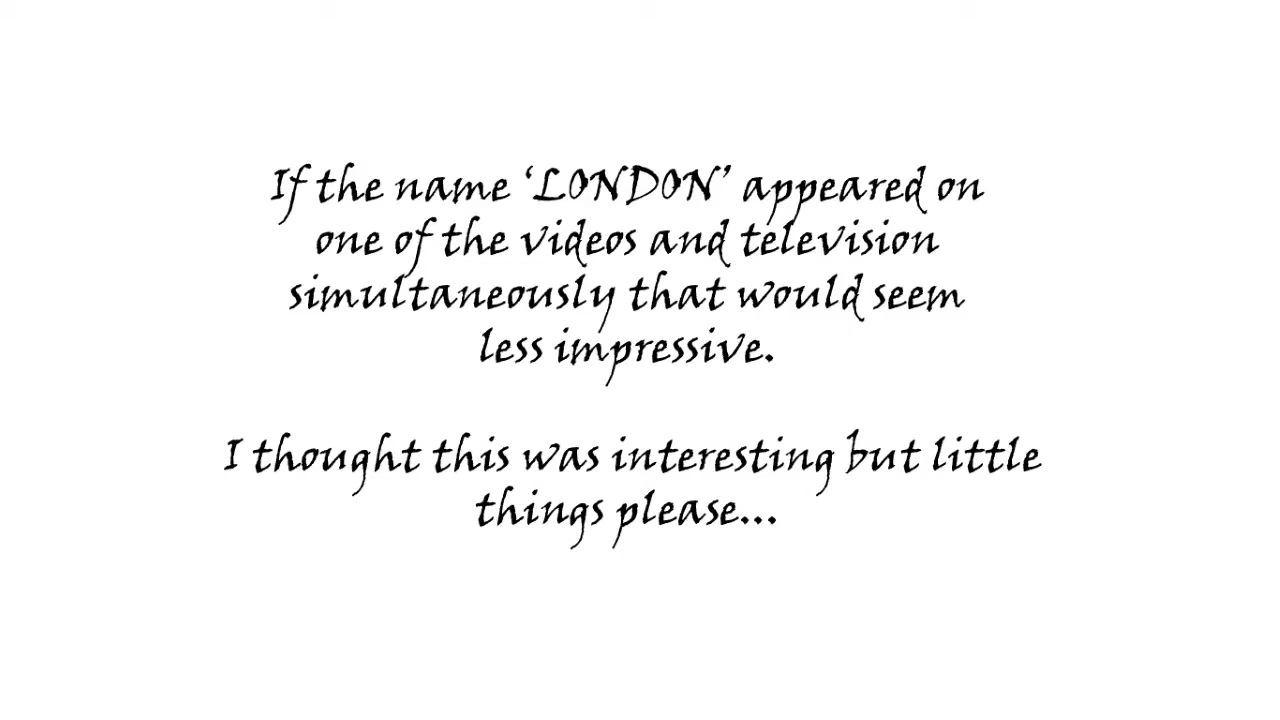 If the name ‘LONDON’ appeared on
one of the videos and television
simultaneously that would seem
less impressive.
I thought this was interesting but little
things please...